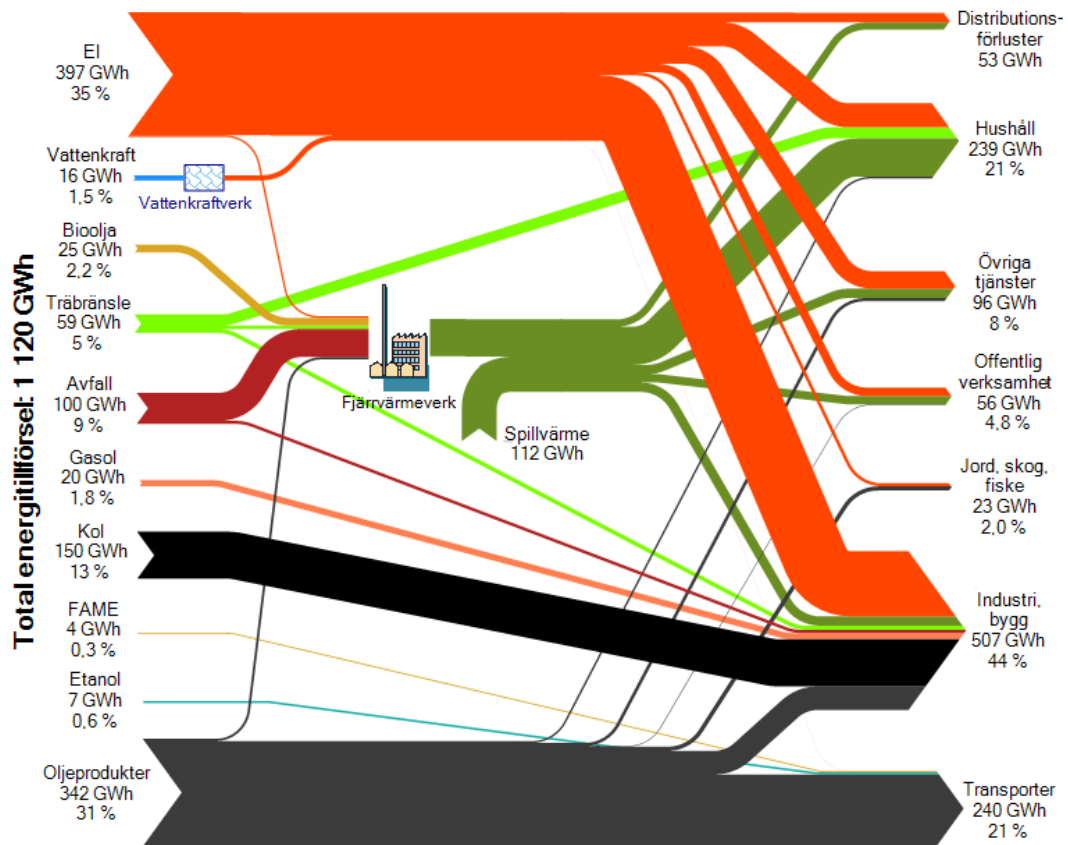 Total energitillförsel: 1 120 GWh
El
397 GWh
35 %
Vattenkraft
16 GWh
1.5 %
Vattenkraftverk
Bioolja
25 GWh
2,2 %
Träbränsle
59 GWh
5 %
Avfall
100 GWh
9 %
Gasol
20 GWh
1,8 %
Kol
150 GWh
13 %
FAME
4 GWh
0,3 %
Etanol
7 GWh
0,6 %
Oljeprodukter
342 GWh
31 %
Fjärrvärmeverk
Spillvärme
112 GWh
Distributions-
förluster
53 GWh
Hushåll
239 GWh
21 %
Övriga
tjänster
96 GWh
8 %
Offentlig
verksamhet
56 GWh
4,8 %
Jord, skog,
fiske
23 GWh
2,0 %
Industri,
bygg
507 GWh
44 %
Transporter
240 GWh
21 %